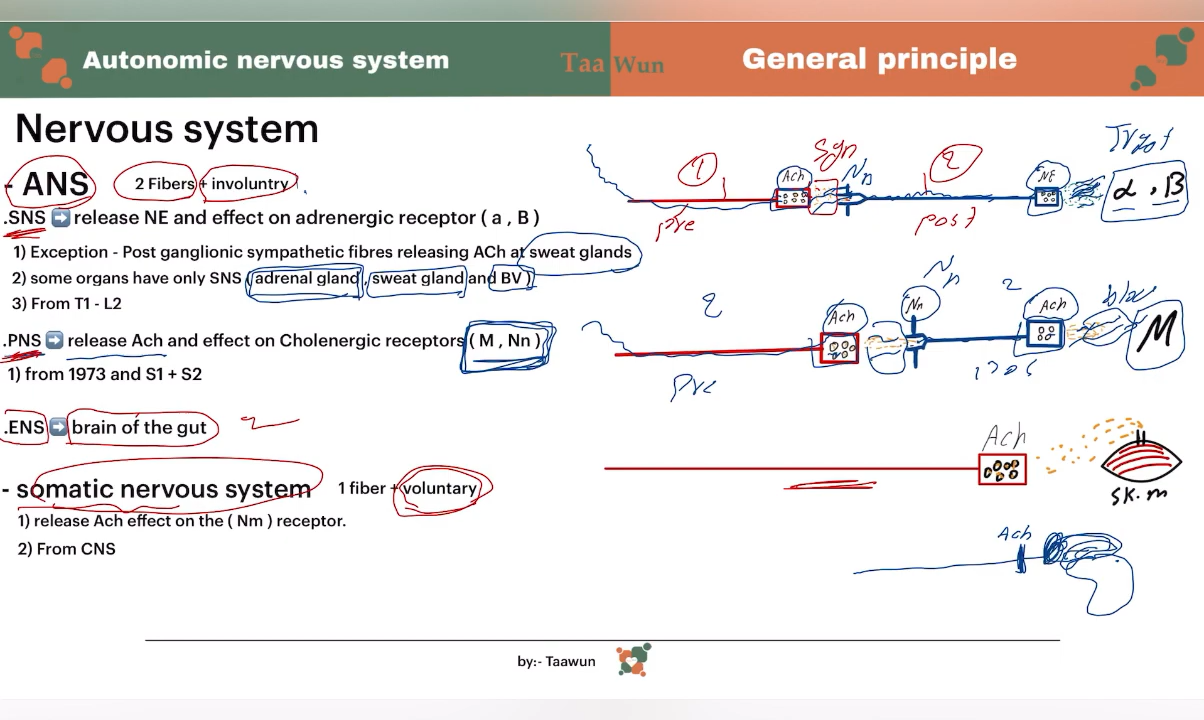 Autonomic nervous system
Taa Wun
General principle
Nervous system
- ANS 2 Fibers + involuntry
.SNS ➡ release NE and effect on adrenergic receptor ( a , B )
1) Exception - Post ganglionic sympathetic fibres releasing ACh at sweat glands
2) some organs have only SNS ( adrenal gland , sweat gland and BV )
3) From T1 - L2
.PNS ➡ release Ach and effect on Cholenergic receptors ( M , Nn )
1) from 1973 and S1 + S2
.ENS ➡ brain of the gut
- somatic nervous system 1 fiber + voluntary
1) release Ach effect on the ( Nm ) receptor.
2) From CNS
1 Ach Nn 2 NE
α , B
pre post
2 Ach Nn 2 Ach
M
pre
Ach
SK. m
Ach
by:- Taawun